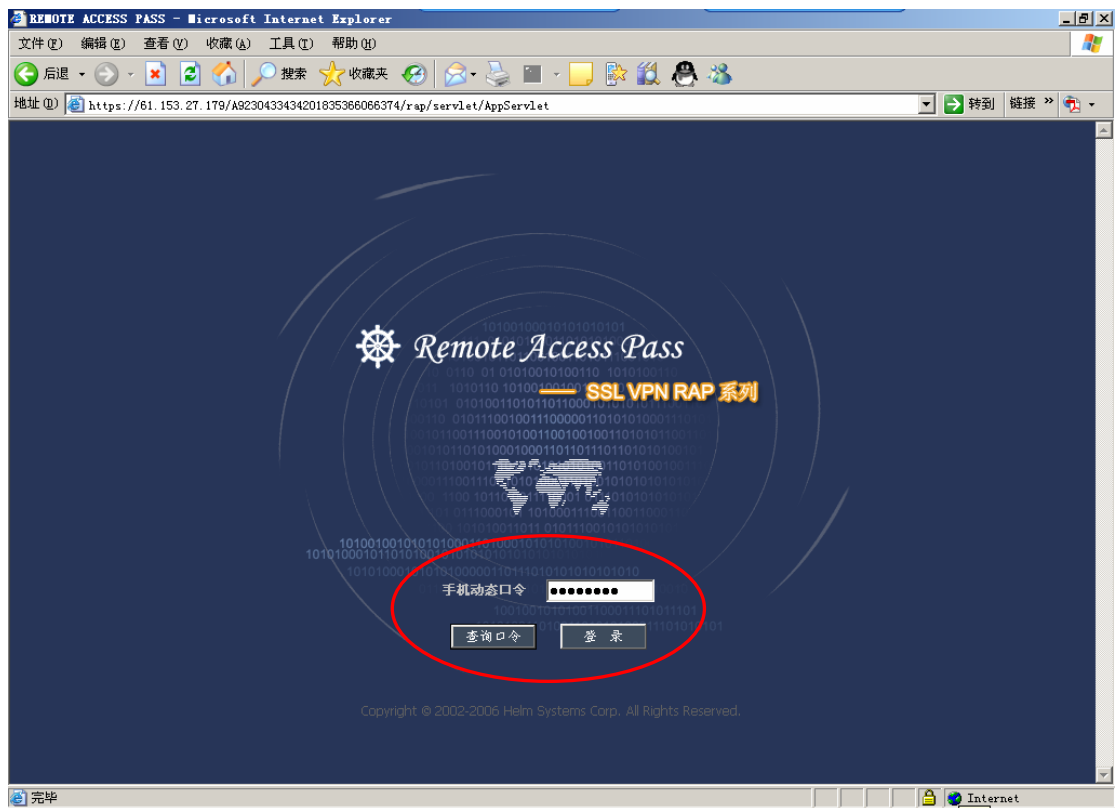 REMOTE ACCESS PASS - Microsoft Internet Explorer
文件(F) 编辑(E) 查看(V) 收藏(A) 工具(T) 帮助(H)
后退 搜索 收藏夹
地址(D) https://61.153.27.179/A92304334342018353660663​74/rap/servlet/AppServlet 转到 链接 »
Remote Access Pass
SSL VPN RAP 系列
手机动态口令 ●●●●●●●●
查询口令 登 录
Copyright © 2002-2006 Helm Systems Corp. All Rights Reserved.
完毕 Internet